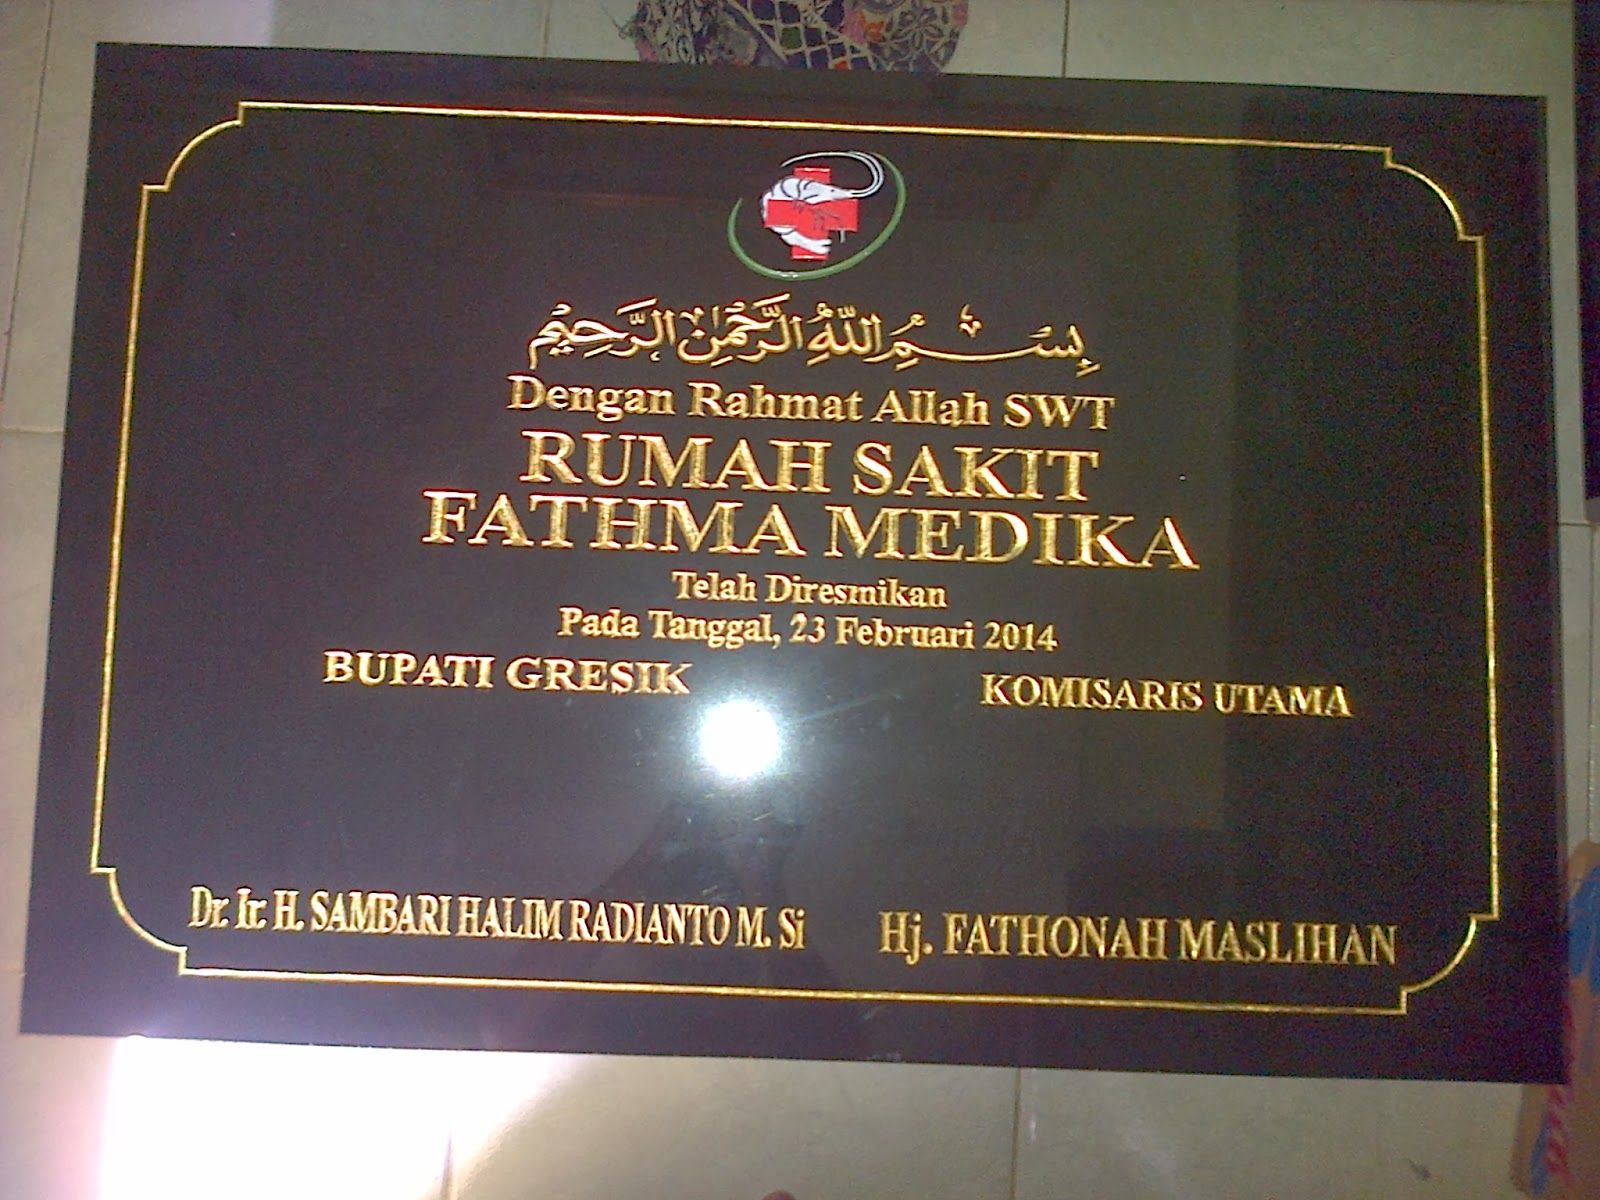 بِسْمِ اللَّهِ الرَّحْمَنِ الرَّحِيْمِ
Dengan Rahmat Allah SWT
RUMAH SAKIT
FATHMA MEDIKA
Telah Diresmikan
Pada Tanggal, 23 Februari 2014
BUPATI GRESIK
KOMISARIS UTAMA
Dr. Ir. H. SAMBARI HALIM RADIANTO M. Si
Hj. FATHONAH MASLIHAN